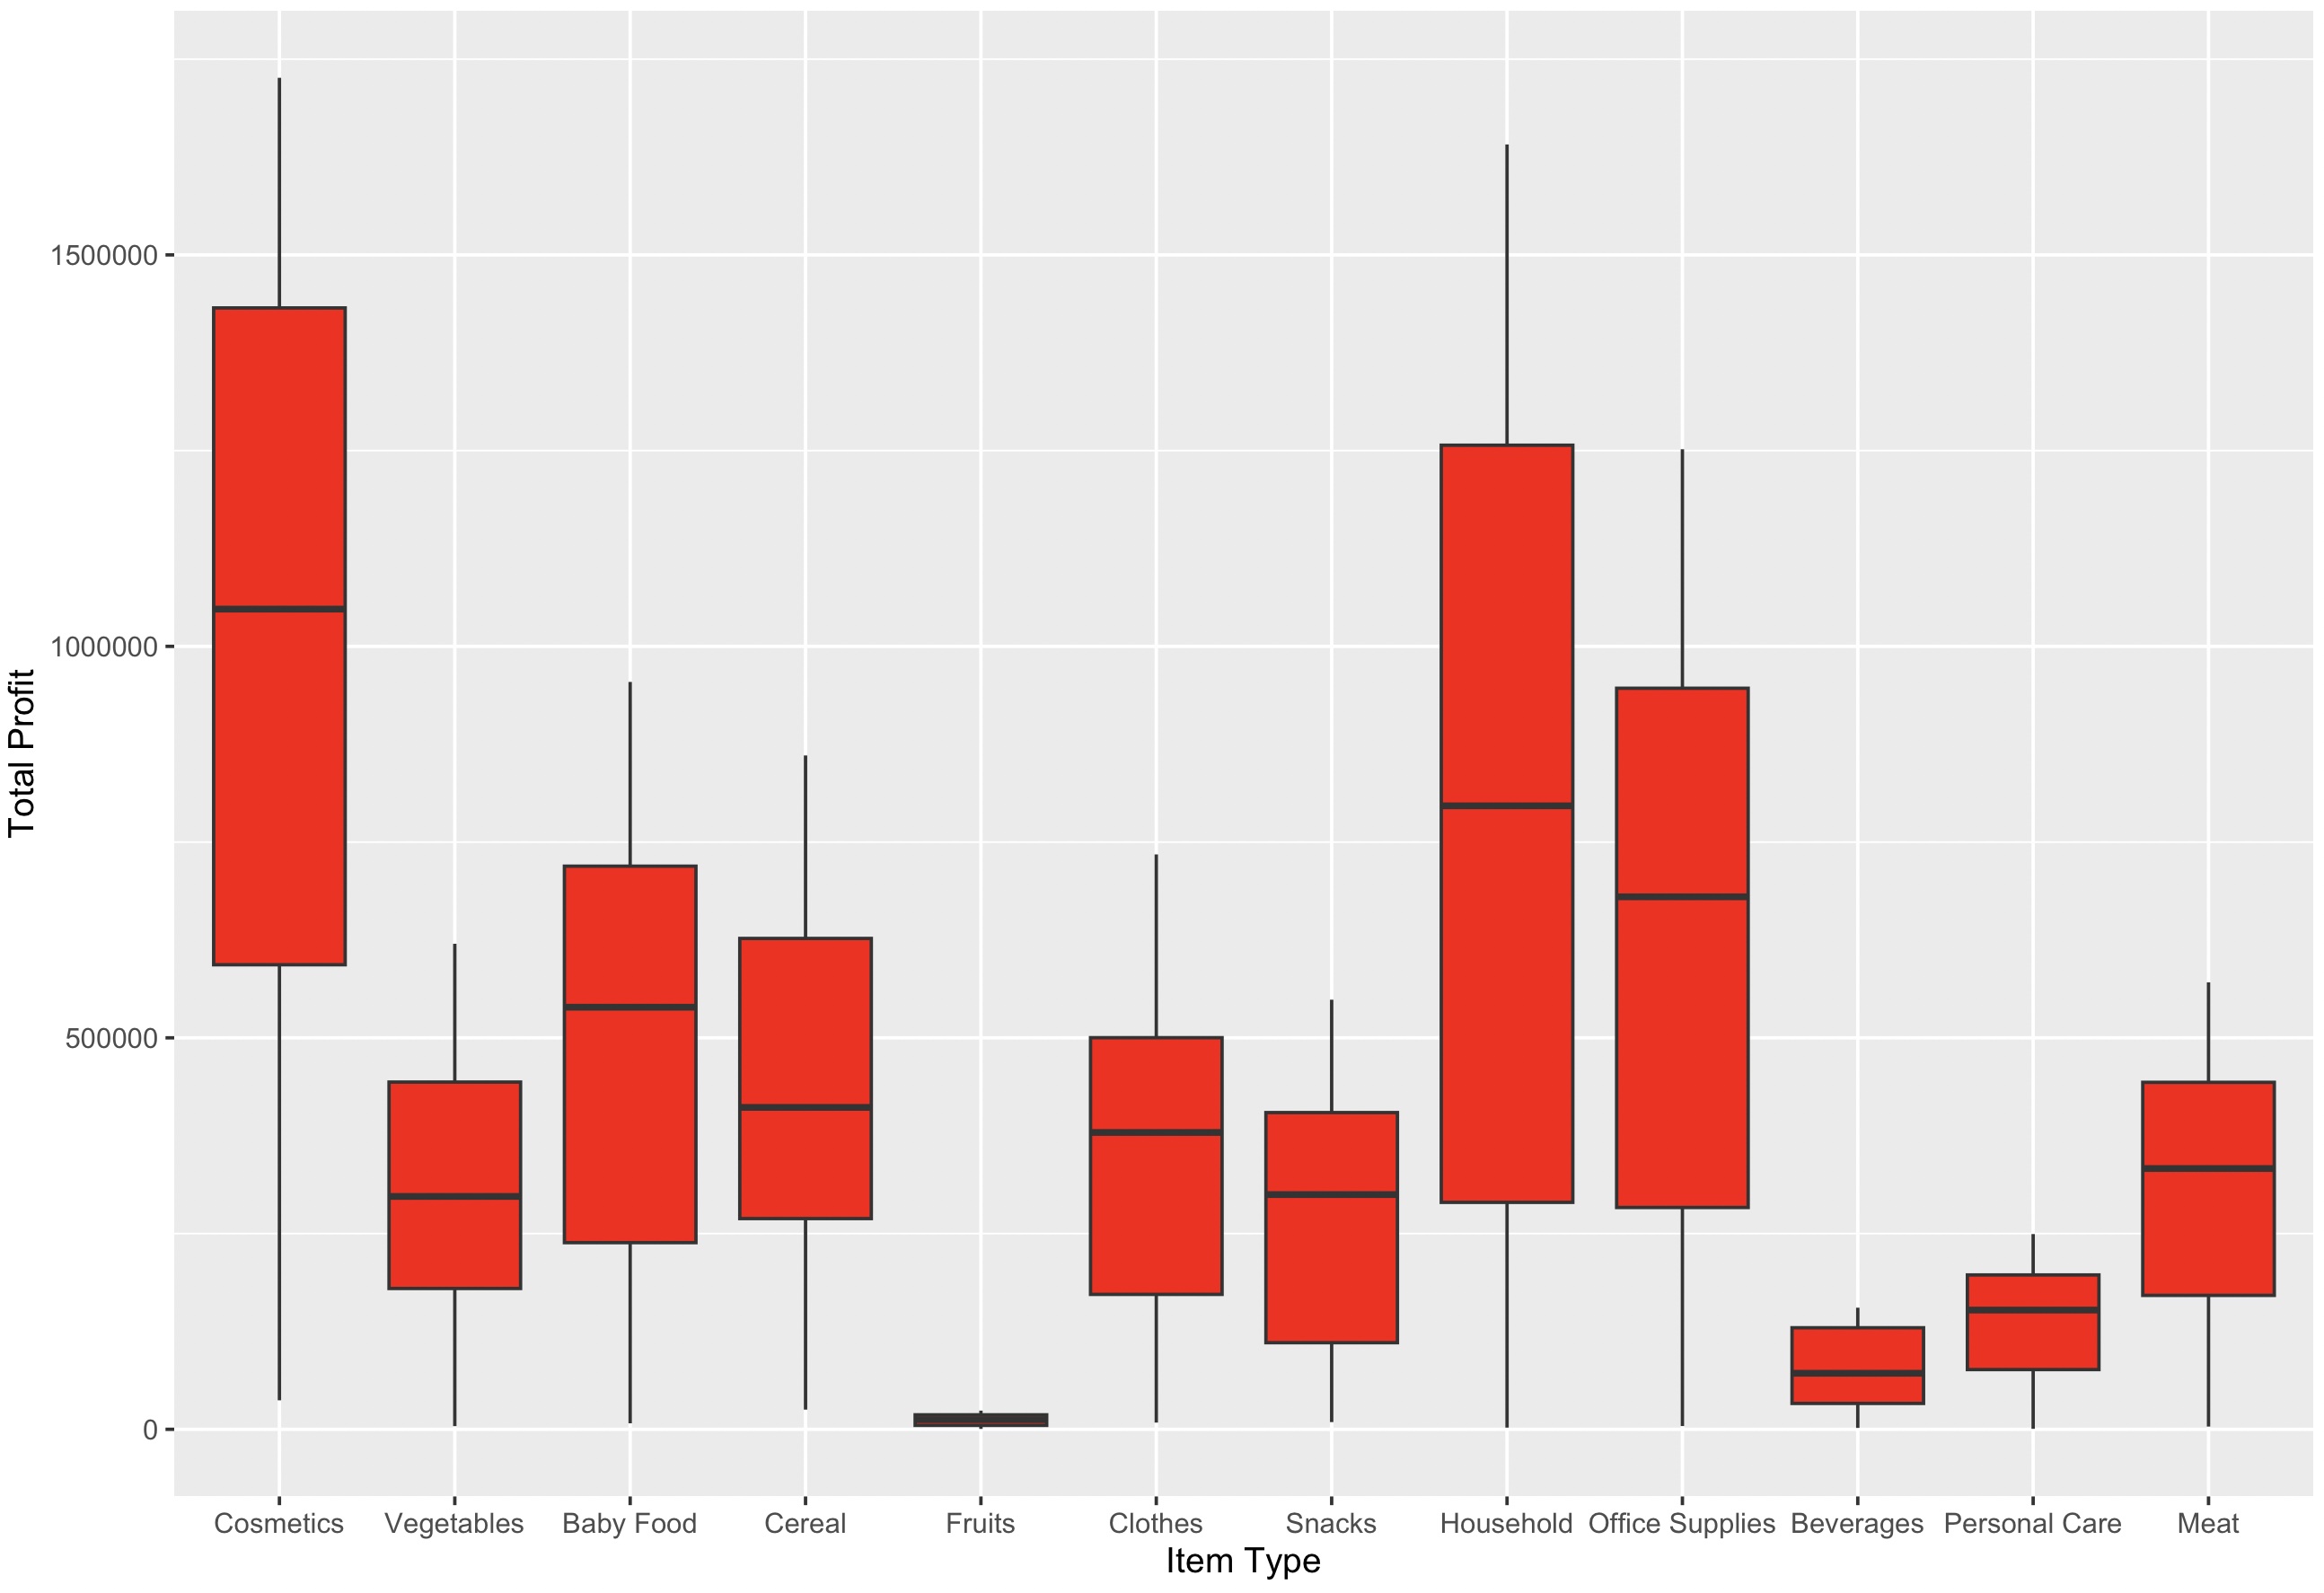 Total Profit
1500000
1000000
500000
0
Cosmetics Vegetables Baby Food Cereal Fruits Clothes Snacks Household Office Supplies Beverages Personal Care Meat
Item Type